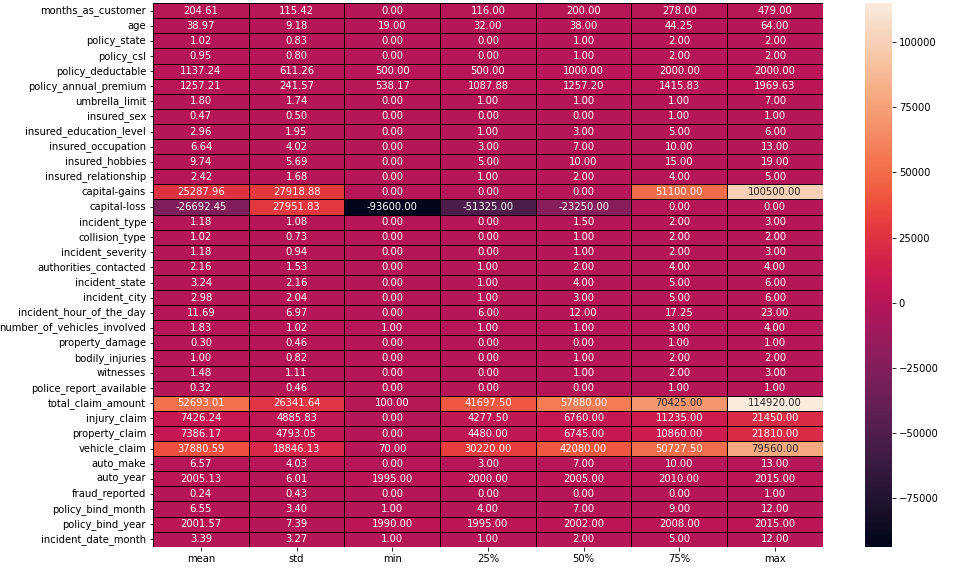 months_as_customer 204.61 115.42 0.00 116.00 200.00 278.00 479.00
age 38.97 9.18 19.00 32.00 38.00 44.25 64.00
policy_state 1.02 0.83 0.00 0.00 1.00 2.00 2.00
policy_csl 0.95 0.80 0.00 0.00 1.00 2.00 2.00
policy_deductable 1137.24 611.26 500.00 500.00 1000.00 2000.00 2000.00
policy_annual_premium 1257.21 241.57 538.17 1087.88 1257.20 1415.83 1969.63
umbrella_limit 1.80 1.74 0.00 1.00 1.00 1.00 7.00
insured_sex 0.47 0.50 0.00 0.00 0.00 1.00 1.00
insured_education_level 2.96 1.95 0.00 1.00 3.00 5.00 6.00
insured_occupation 6.64 4.02 0.00 3.00 7.00 10.00 13.00
insured_hobbies 9.74 5.69 0.00 5.00 10.00 15.00 19.00
insured_relationship 2.42 1.68 0.00 1.00 2.00 4.00 5.00
capital-gains 25287.96 27918.88 0.00 0.00 0.00 51100.00 100500.00
capital-loss -26692.45 27951.83 -93600.00 -51325.00 -23250.00 0.00 0.00
incident_type 1.18 1.08 0.00 0.00 1.50 2.00 3.00
collision_type 1.02 0.73 0.00 0.00 1.00 2.00 2.00
incident_severity 1.18 0.94 0.00 0.00 1.00 2.00 3.00
authorities_contacted 2.16 1.53 0.00 1.00 2.00 4.00 4.00
incident_state 3.24 2.16 0.00 1.00 4.00 5.00 6.00
incident_city 2.98 2.04 0.00 1.00 3.00 5.00 6.00
incident_hour_of_the_day 11.69 6.97 0.00 6.00 12.00 17.25 23.00
number_of_vehicles_involved 1.83 1.02 1.00 1.00 1.00 3.00 4.00
property_damage 0.30 0.46 0.00 0.00 0.00 1.00 1.00
bodily_injuries 1.00 0.82 0.00 0.00 1.00 2.00 2.00
witnesses 1.48 1.11 0.00 0.00 1.00 2.00 3.00
police_report_available 0.32 0.46 0.00 0.00 0.00 1.00 1.00
total_claim_amount 52693.01 26341.64 100.00 41697.50 57880.00 70425.00 114920.00
injury_claim 7426.24 4885.83 0.00 4277.50 6760.00 11235.00 21450.00
property_claim 7386.17 4793.05 0.00 4480.00 6745.00 10860.00 21810.00
vehicle_claim 37880.59 18846.13 70.00 30220.00 42080.00 50727.50 79560.00
auto_make 6.57 4.03 0.00 3.00 7.00 10.00 13.00
auto_year 2005.13 6.01 1995.00 2000.00 2005.00 2010.00 2015.00
fraud_reported 0.24 0.43 0.00 0.00 0.00 0.00 1.00
policy_bind_month 6.55 3.40 1.00 4.00 7.00 9.00 12.00
policy_bind_year 2001.57 7.39 1990.00 1995.00 2002.00 2008.00 2015.00
incident_date_month 3.39 3.27 1.00 1.00 2.00 5.00 12.00
mean std min 25% 50% 75% max
100000
75000
50000
25000
0
−25000
−50000
−75000